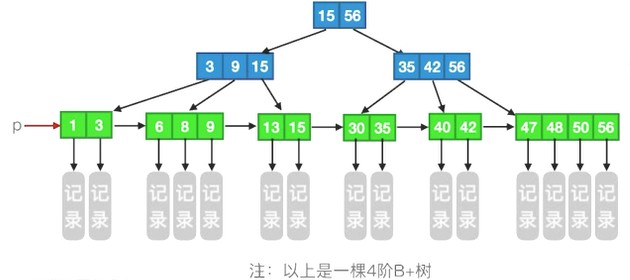 15 56
3 9 15 35 42 56
p 1 3 6 8 9 13 15 30 35 40 42 47 48 50 56
记录 记录 记录 记录 记录 记录 记录 记录 记录 记录 记录 记录 记录 记录 记录
注：以上是一棵4阶B+树